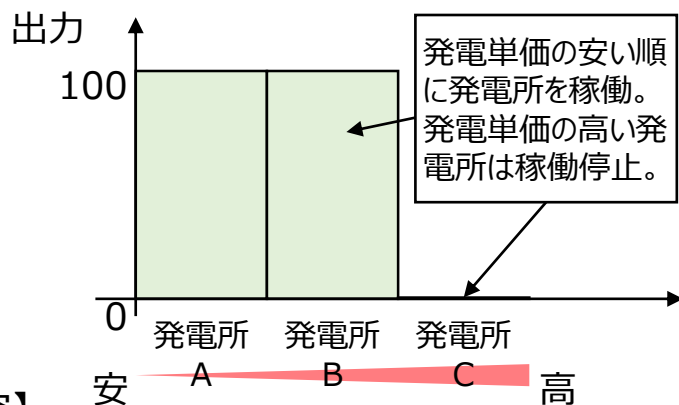 出力
100
発電単価の安い順
に発電所を稼働。
発電単価の高い発
電所は稼働停止。
0
発電所 発電所 発電所
A B C
安 高
】